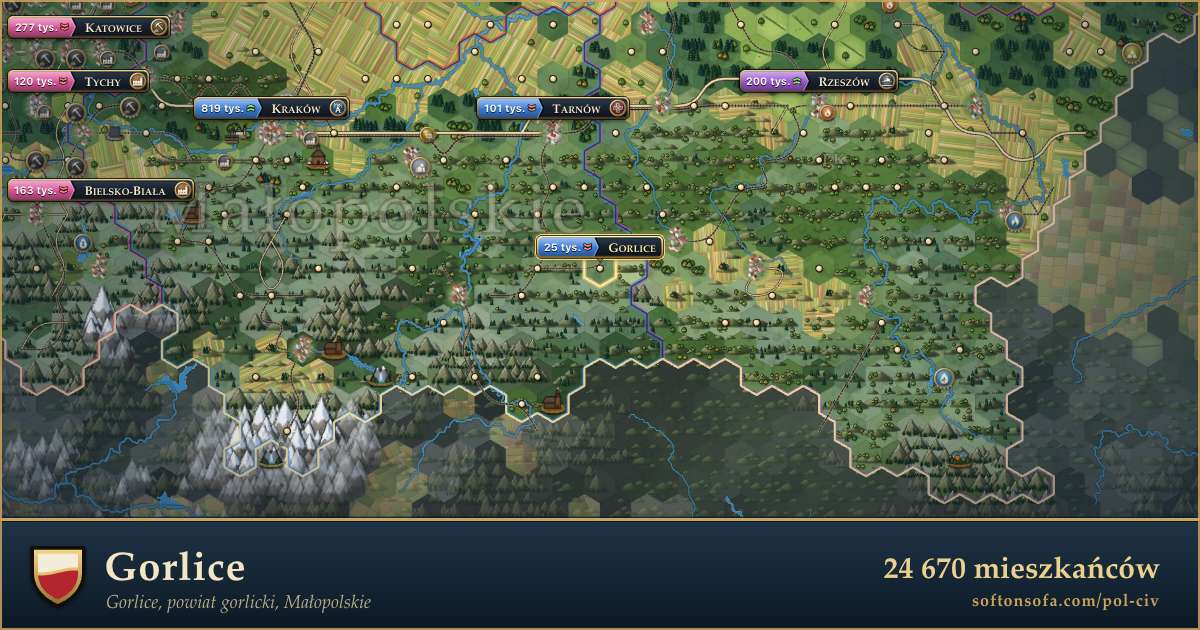 277 tys. Katowice
120 tys. Tychy
819 tys. Kraków
101 tys. Tarnów
200 tys. Rzeszów
163 tys. Bielsko-Biała
Małopolskie
25 tys. Gorlice
Gorlice
Gorlice, powiat gorlicki, Małopolskie
24 670 mieszkańców
softonsofa.com/pol-civ